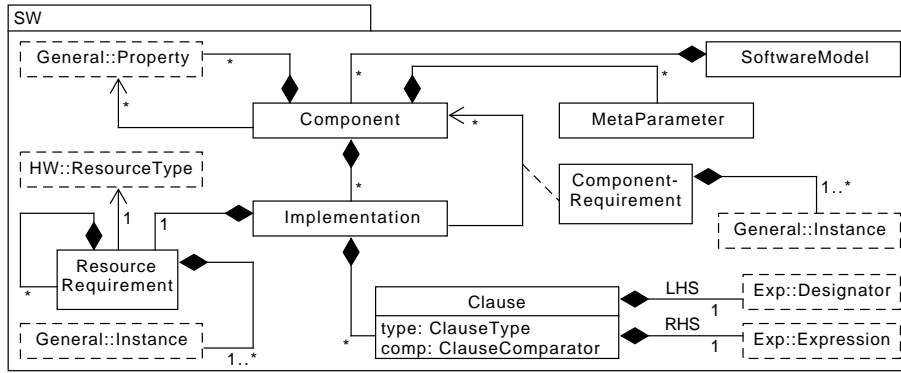 SW
General::Property
*
*
*
*
*
SoftwareModel
Component
MetaParameter
HW::ResourceType
Component-
Requirement
1..*
*
1
1
Implementation
General::Instance
Resource
Requirement
*
Clause
LHS
1
Exp::Designator
type: ClauseType
comp: ClauseComparator
RHS
1
Exp::Expression
General::Instance
1..*
*